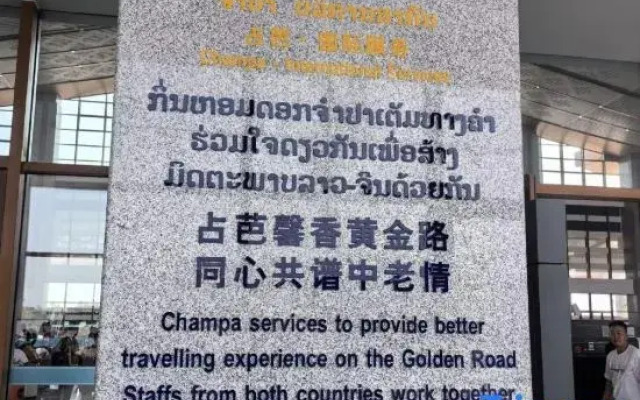 ກິ່ນຫອມດອກຈຳປາເຕັມທາງຄຳ
ຮ່ວມໃຈດຽວກັນເພື່ອສ້າງ
ມິດຕະພາບລາວ-ຈີນດ້ວຍກັນ
占芭馨香黄金路
同心共谱中老情
Champa services to provide better
travelling experience on the Golden Road
Staffs from both countries work together